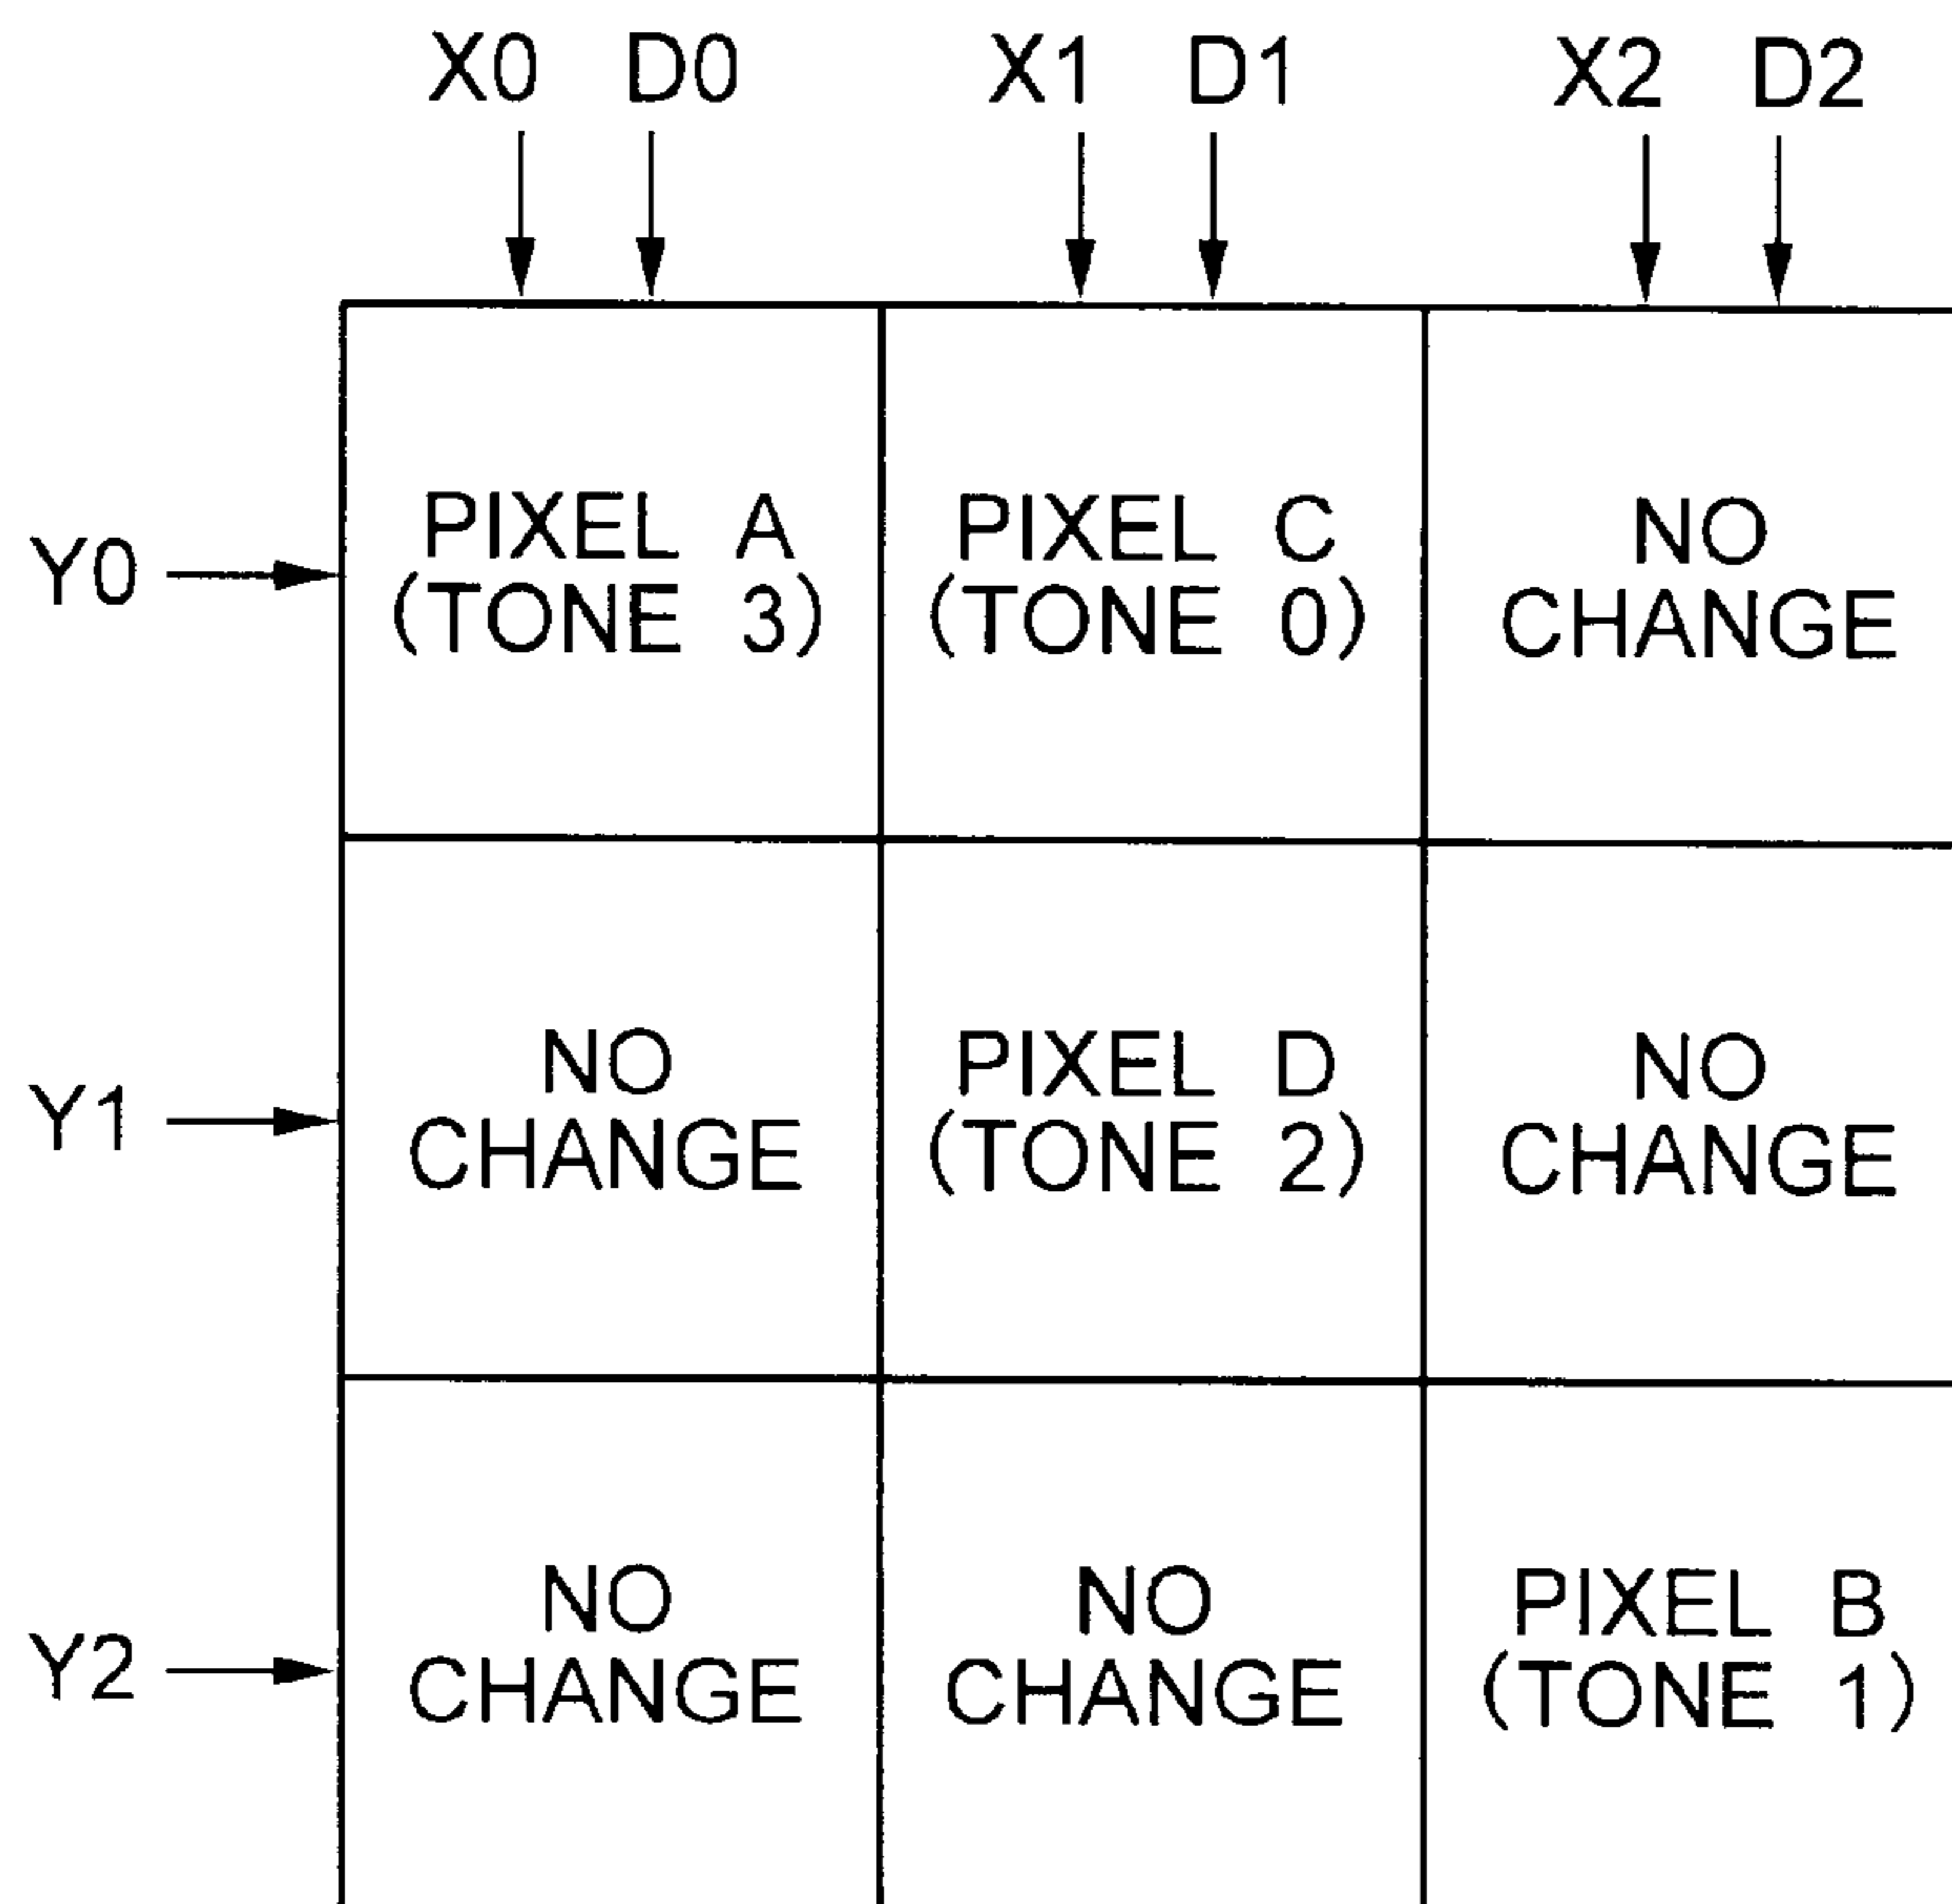 X0 D0 X1 D1 X2 D2
Y0
PIXEL A
(TONE 3)
PIXEL C
(TONE 0)
NO
CHANGE
Y1
NO
CHANGE
PIXEL D
(TONE 2)
NO
CHANGE
Y2
NO
CHANGE
NO
CHANGE
PIXEL B
(TONE 1)